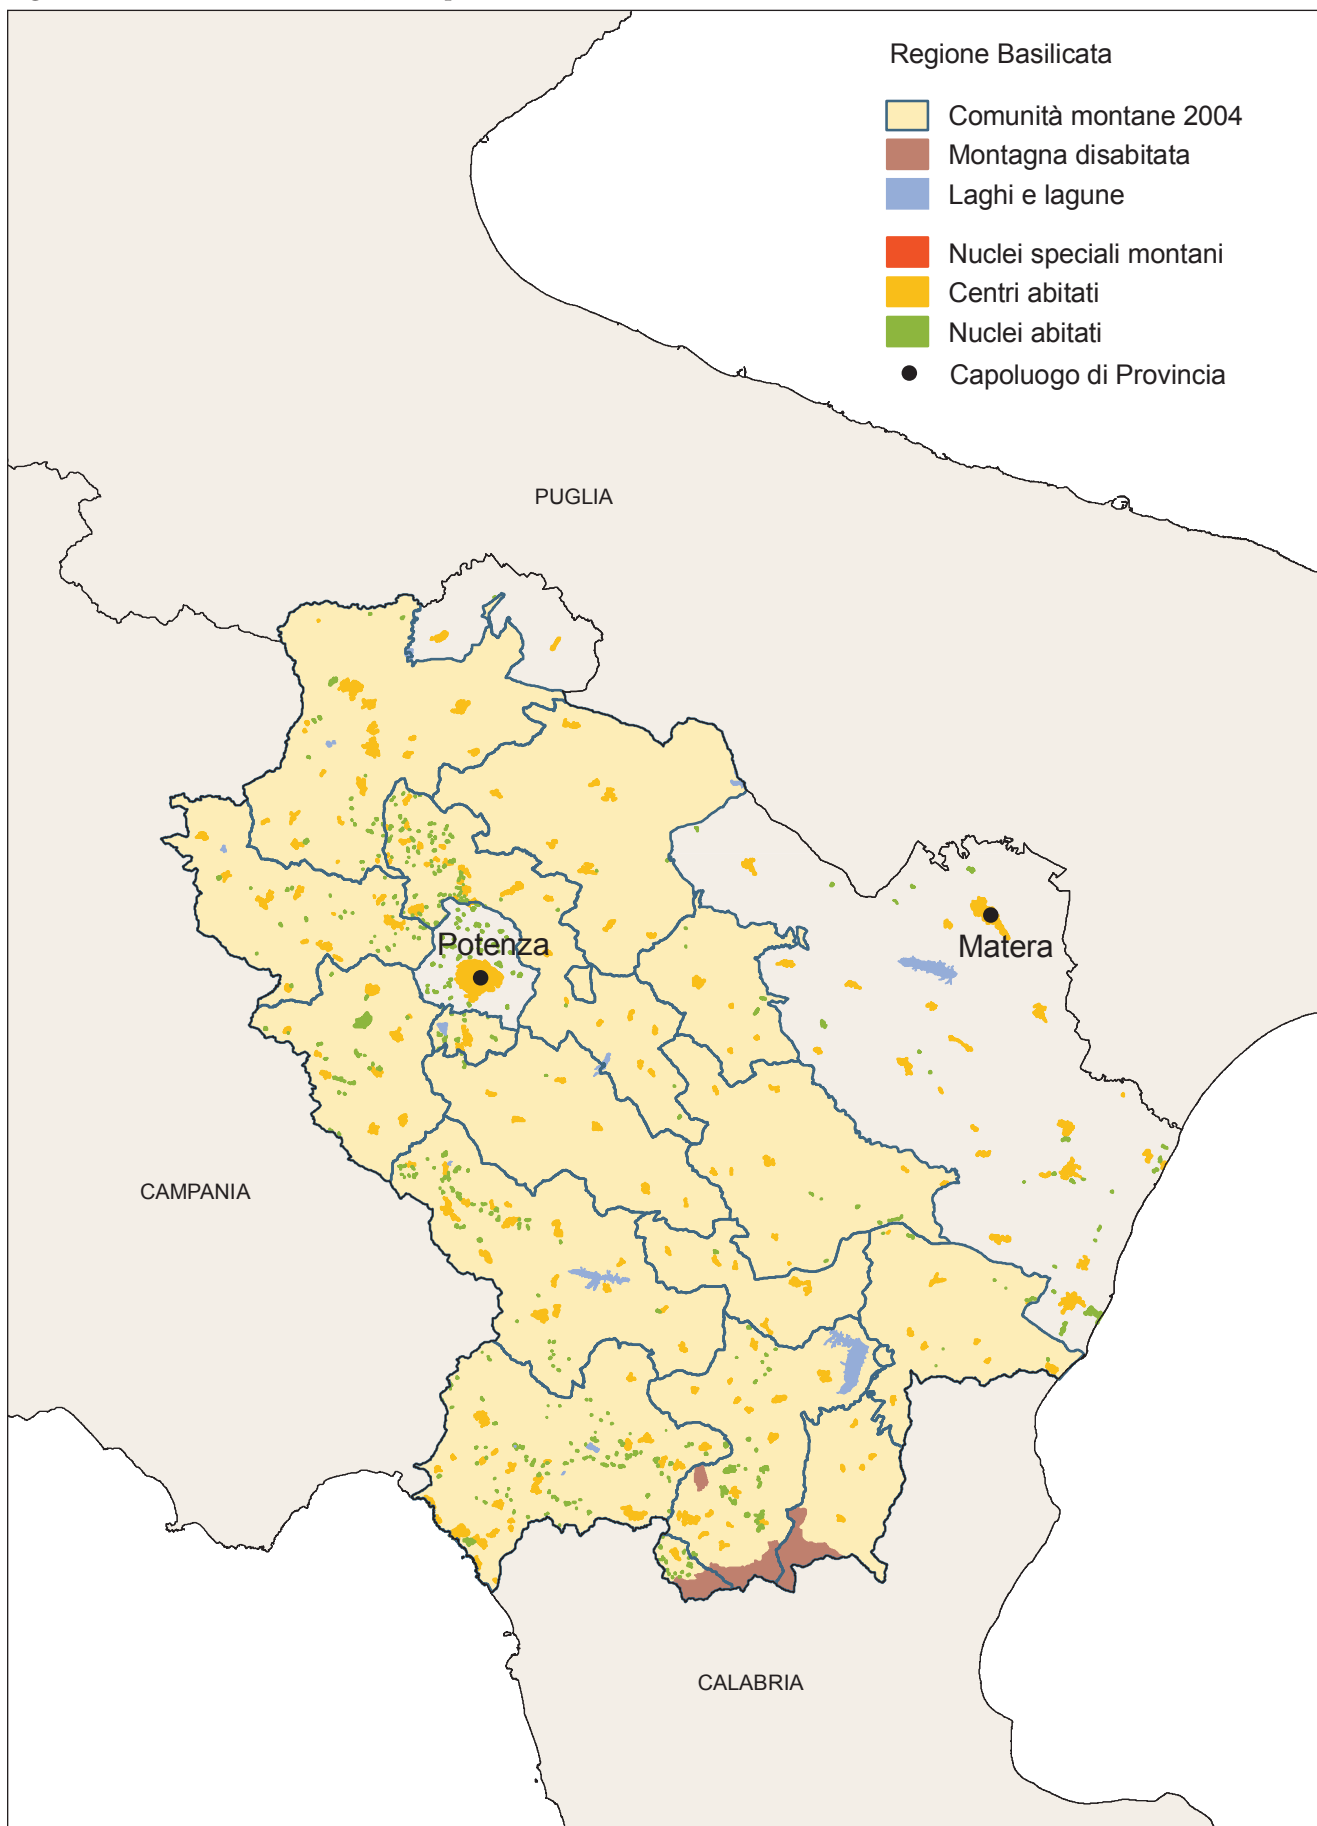 Regione Basilicata
Comunità montane 2004
Montagna disabitata
Laghi e lagune
Nuclei speciali montani
Centri abitati
Nuclei abitati
Capoluogo di Provincia
PUGLIA
Potenza
Matera
CAMPANIA
CALABRIA